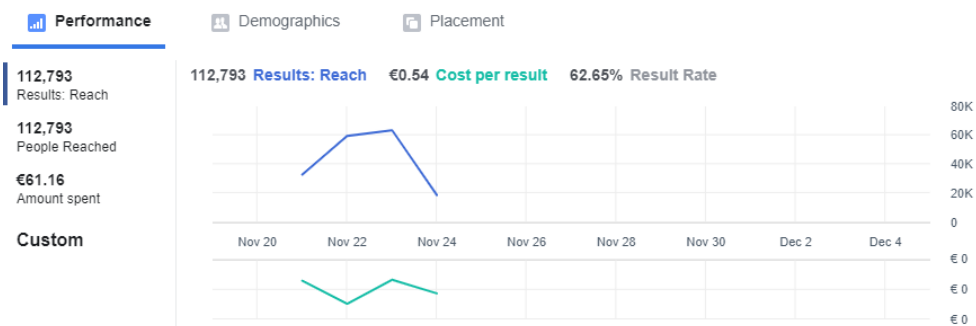 Performance Demographics Placement
112,793
Results: Reach
112,793
People Reached
€61.16
Amount spent
Custom
112,793 Results: Reach €0.54 Cost per result 62.65% Result Rate
80K
60K
40K
20K
0
Nov 20 Nov 22 Nov 24 Nov 26 Nov 28 Nov 30 Dec 2 Dec 4
€ 0
€ 0
€ 0